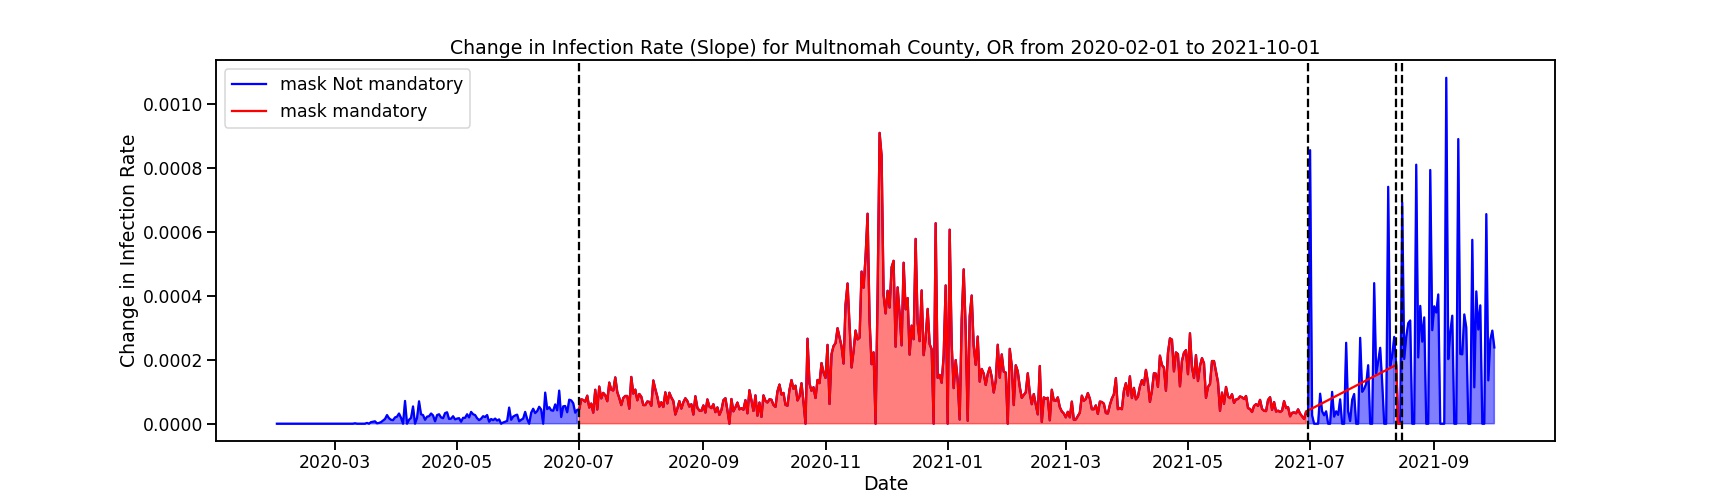 Change in Infection Rate (Slope) for Multnomah County, OR from 2020-02-01 to 2021-10-01
mask Not mandatory
mask mandatory
Change in Infection Rate
0.0010
0.0008
0.0006
0.0004
0.0002
0.0000
2020-03 2020-05 2020-07 2020-09 2020-11 2021-01 2021-03 2021-05 2021-07 2021-09
Date